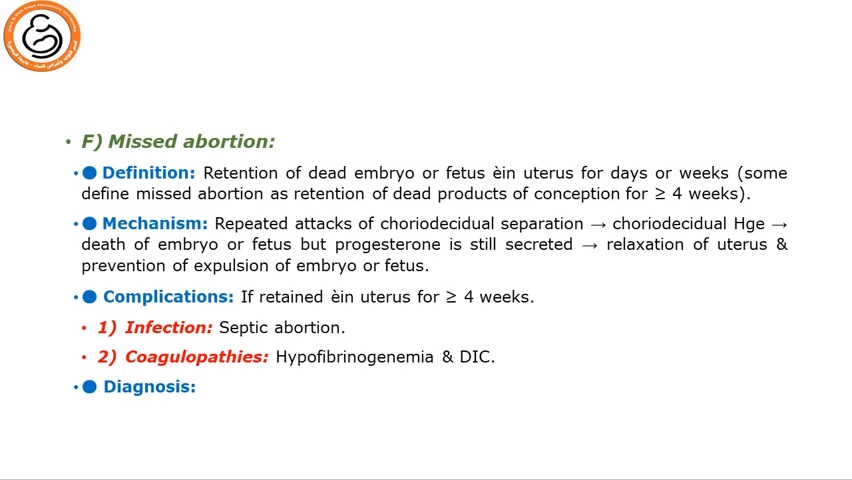 • F) Missed abortion:
•● Definition: Retention of dead embryo or fetus èin uterus for days or weeks (some
define missed abortion as retention of dead products of conception for ≥ 4 weeks).
•● Mechanism: Repeated attacks of choriodecidual separation → choriodecidual Hge →
death of embryo or fetus but progesterone is still secreted → relaxation of uterus &
prevention of expulsion of embryo or fetus.
•● Complications: If retained èin uterus for ≥ 4 weeks.
• 1) Infection: Septic abortion.
• 2) Coagulopathies: Hypofibrinogenemia & DIC.
•● Diagnosis: